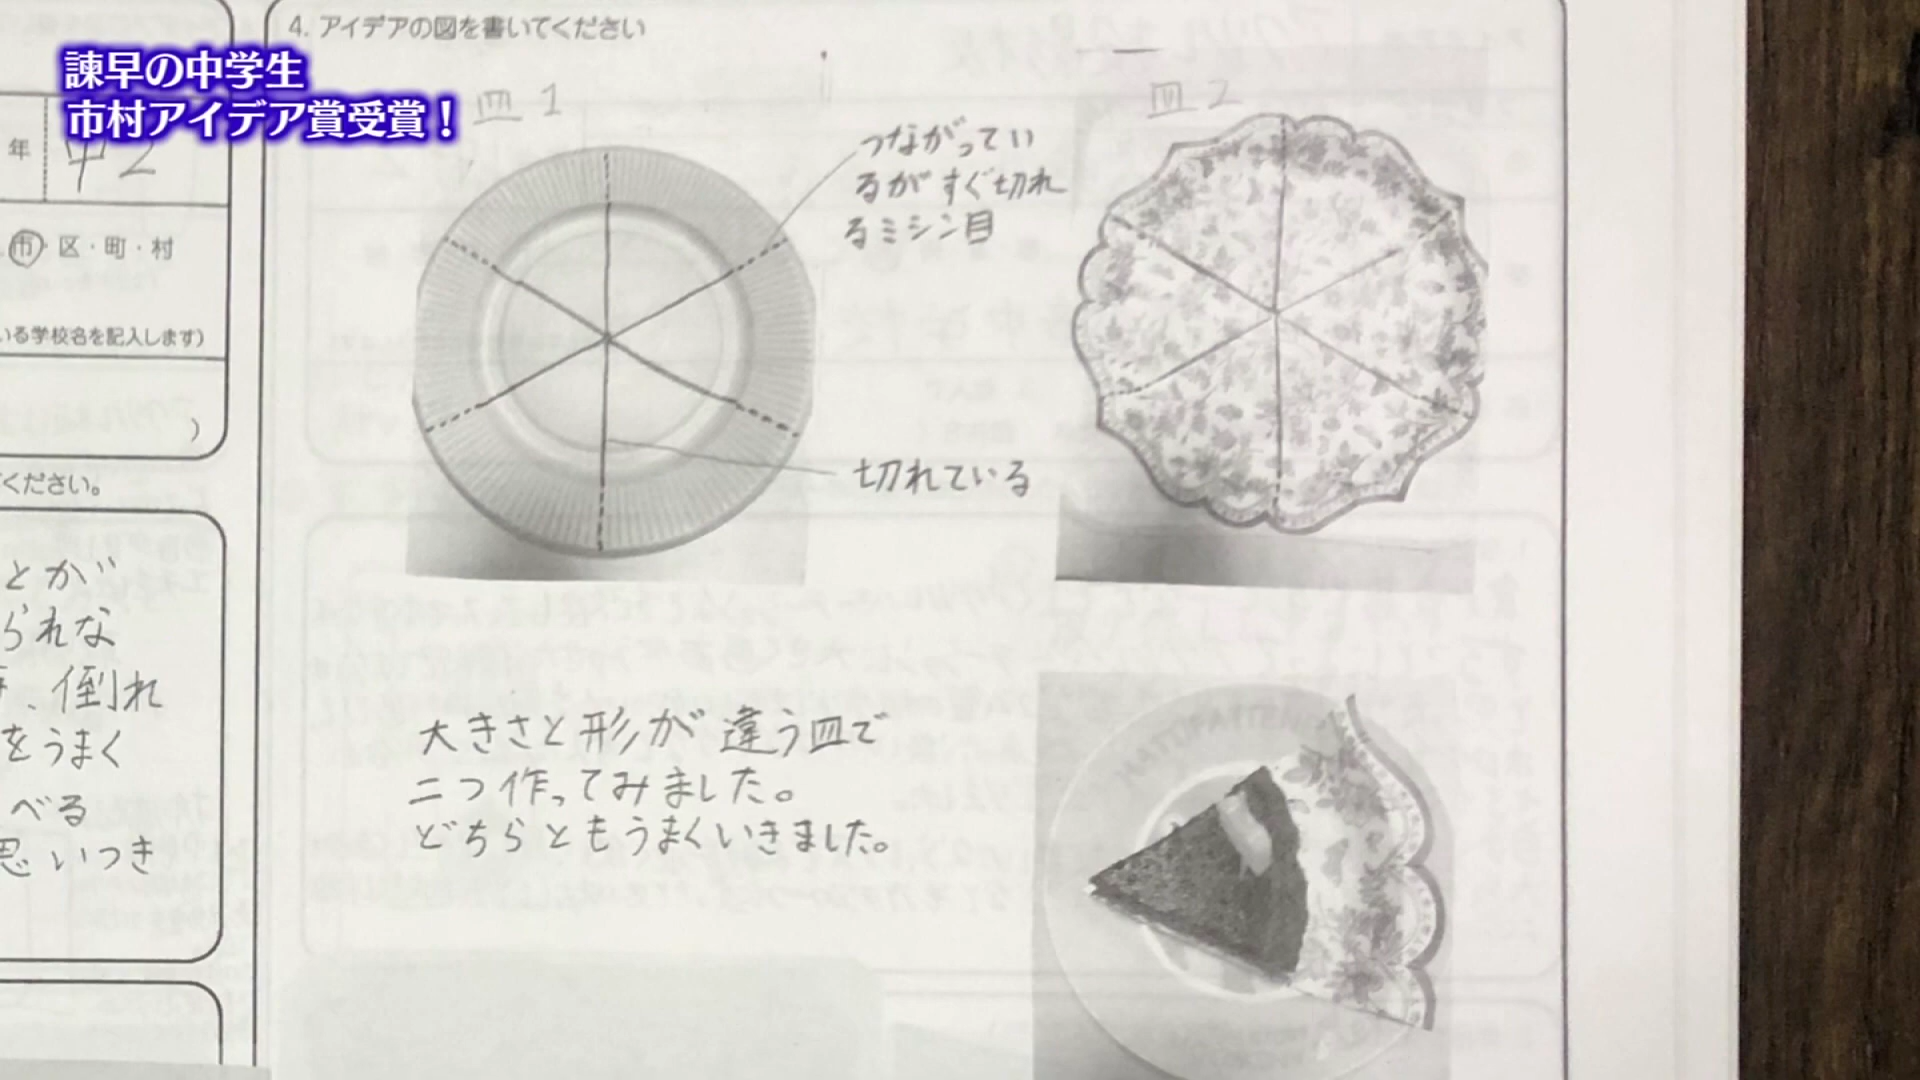 諫早の中学生
市村アイデア賞受賞！
4. アイデアの図を書いてください
皿1
皿2
つながってい
るがすぐ切れ
るミシン目
切れている
大きさと形が違う皿で
二つ作ってみました。
どちらともうまくいきました。
年
中2
市・区・町・村
いる学校名を記入します)
)
ください。
とが
られな
、倒れ
をうまく
べる
思いつき